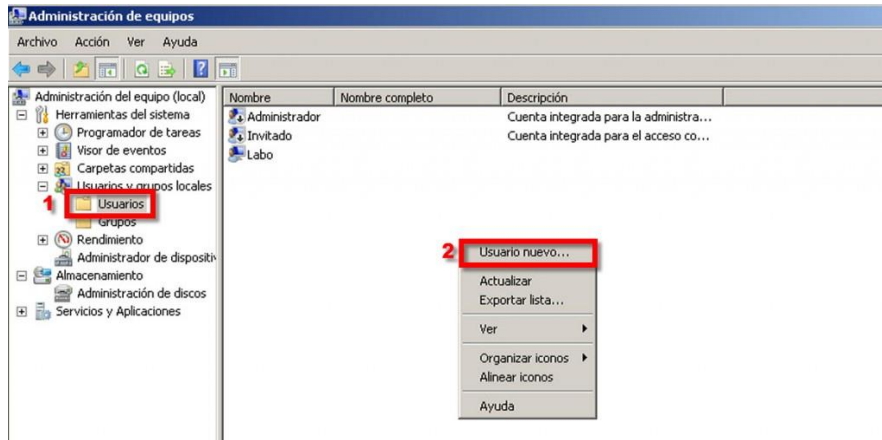 Administración de equipos
Archivo Acción Ver Ayuda
Administración del equipo (local)
Herramientas del sistema
Programador de tareas
Visor de eventos
Carpetas compartidas
Usuarios y grupos locales
1 Usuarios
Grupos
Rendimiento
Administrador de dispositiv
Almacenamiento
Administración de discos
Servicios y Aplicaciones
Nombre Nombre completo Descripción
Administrador Cuenta integrada para la administra...
Invitado Cuenta integrada para el acceso co...
Labo
2 Usuario nuevo...
Actualizar
Exportar lista...
Ver
Organizar iconos
Alinear iconos
Ayuda